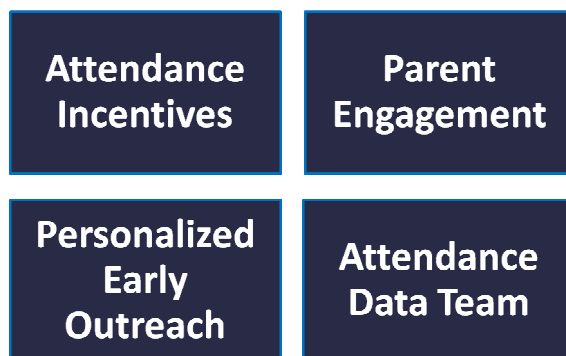 Attendance
Incentives
Parent
Engagement
Personalized
Early
Outreach
Attendance
Data Team